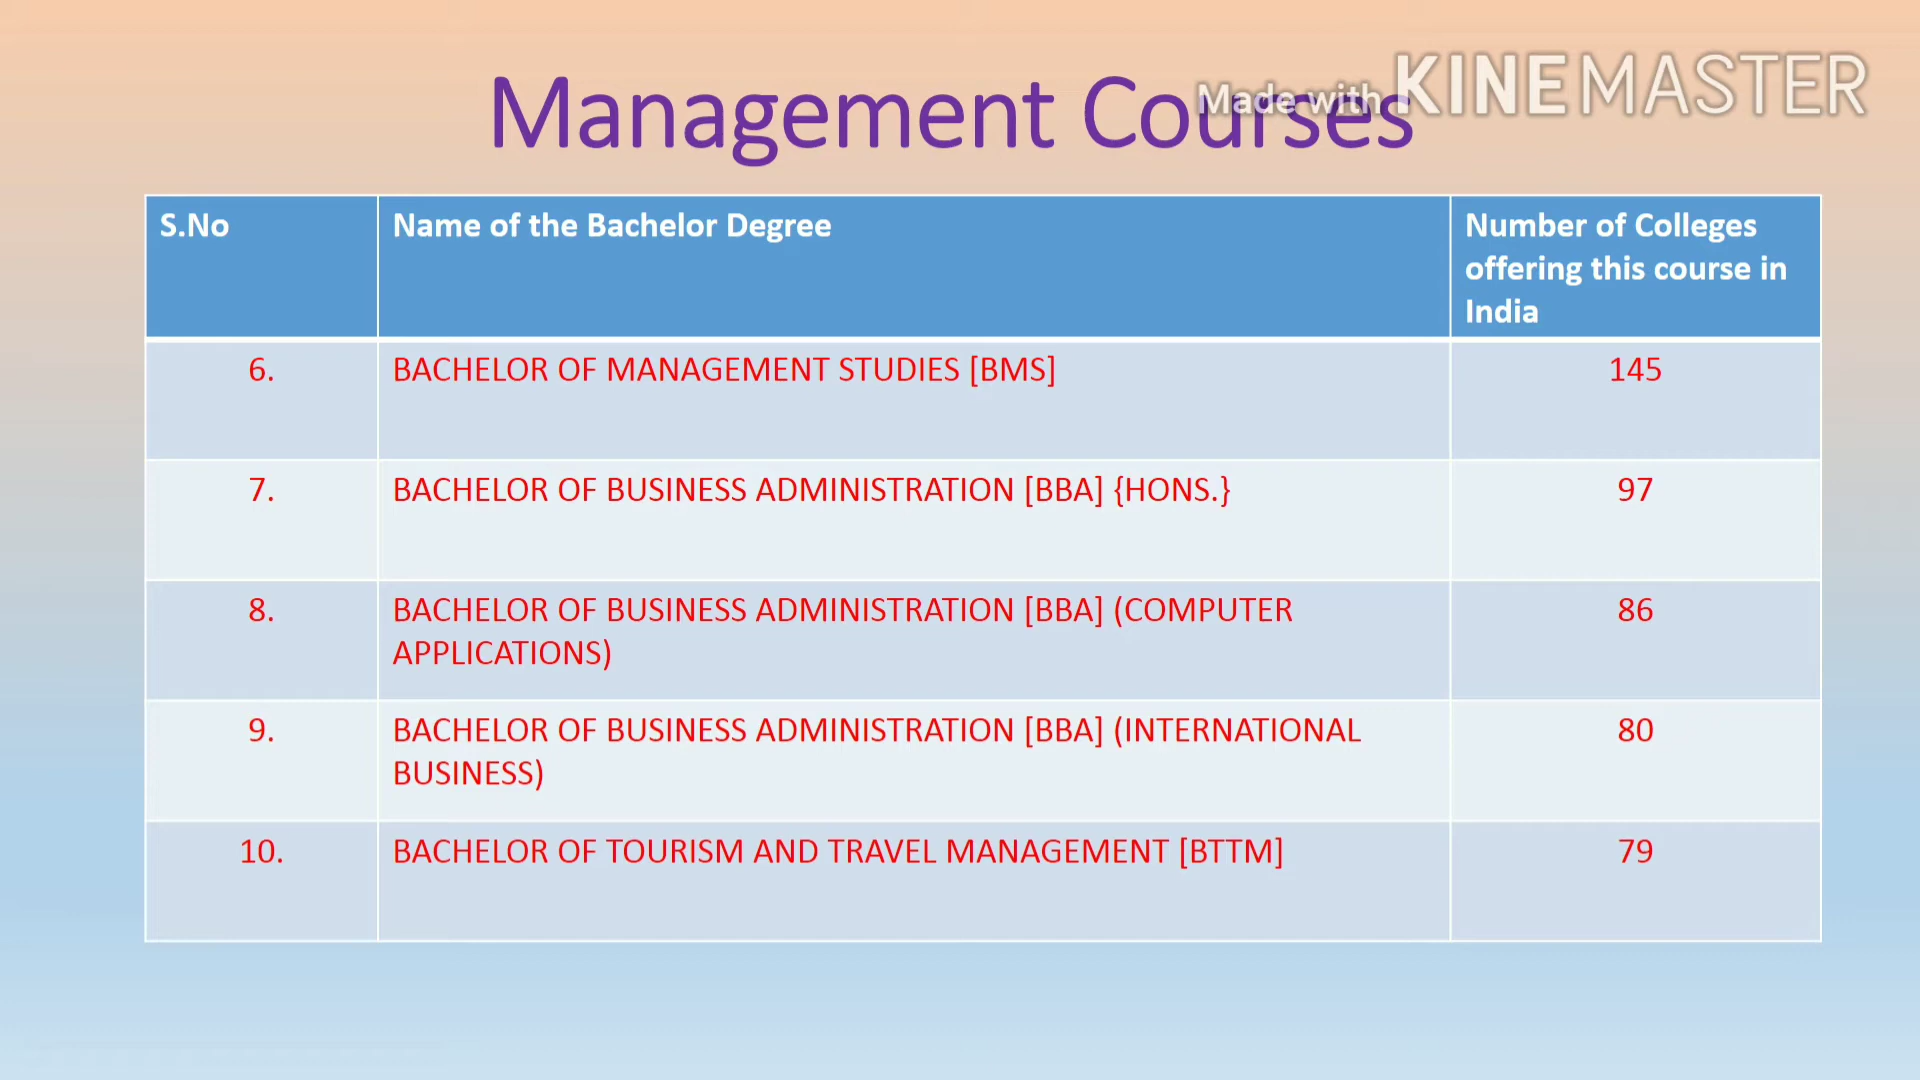 Management Courses
Made with KINEMASTER
S.No
Name of the Bachelor Degree
Number of Colleges
offering this course in
India
6.
BACHELOR OF MANAGEMENT STUDIES [BMS]
145
7.
BACHELOR OF BUSINESS ADMINISTRATION [BBA] {HONS.}
97
8.
BACHELOR OF BUSINESS ADMINISTRATION [BBA] (COMPUTER
APPLICATIONS)
86
9.
BACHELOR OF BUSINESS ADMINISTRATION [BBA] (INTERNATIONAL
BUSINESS)
80
10.
BACHELOR OF TOURISM AND TRAVEL MANAGEMENT [BTTM]
79